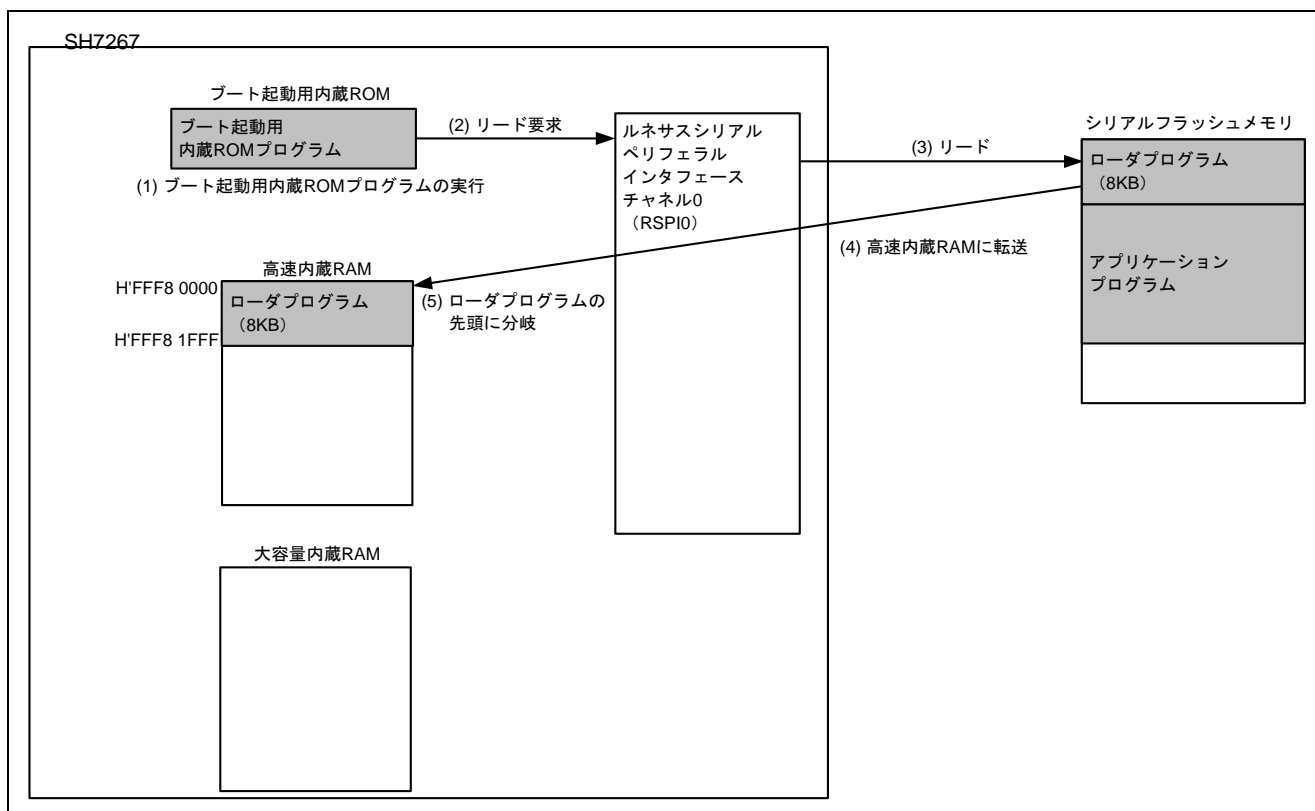 SH7267
ブート起動用内蔵ROM
ブート起動用
内蔵ROMプログラム
(1) ブート起動用内蔵ROMプログラムの実行
(2) リード要求
ルネサスシリアル
ペリフェラル
インタフェース
チャネル0
（RSPI0）
(3) リード
シリアルフラッシュメモリ
ローダプログラム
（8KB）
アプリケーション
プログラム
(4) 高速内蔵RAMに転送
高速内蔵RAM
H'FFF8 0000
ローダプログラム
（8KB）
H'FFF8 1FFF
(5) ローダプログラムの
先頭に分岐
大容量内蔵RAM